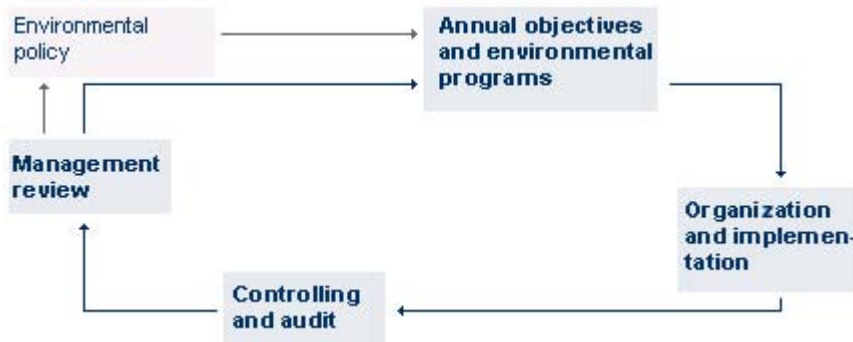 Environmental
policy
Annual objectives
and environmental
programs
Management
review
Organization
and implemen-
tation
Controlling
and audit